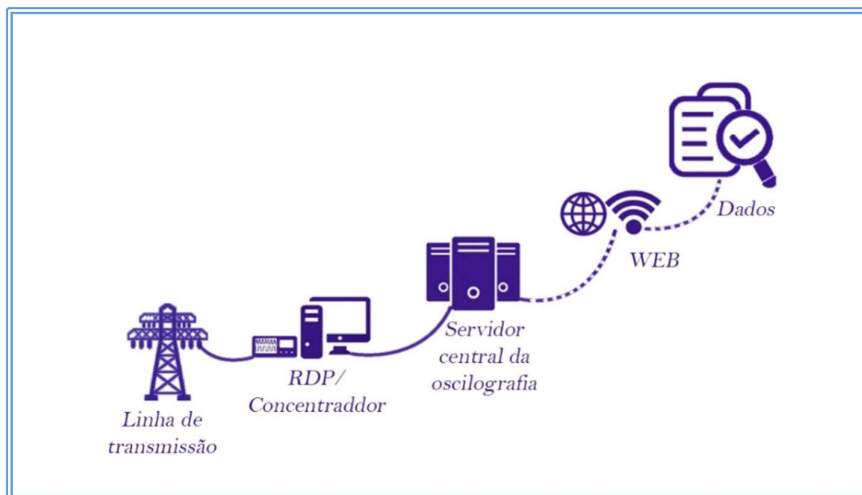 Linha de
transmissão
RDP/
Concentraddor
Servidor
central da
oscilografia
WEB
Dados